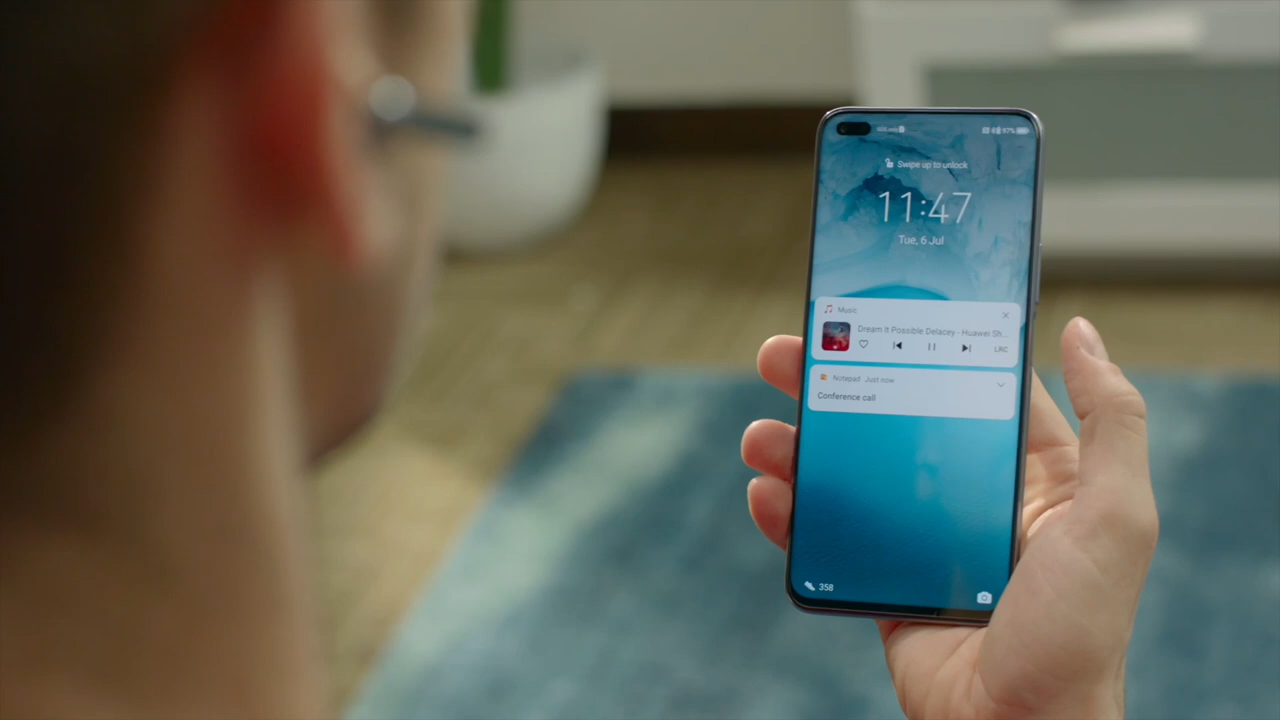 97%
Swipe up to unlock
11:47
Tue, 6 Jul
Music
Dream It Possible Delacey - Huawei Sh...
LRC
Notepad Just now
Conference call
358